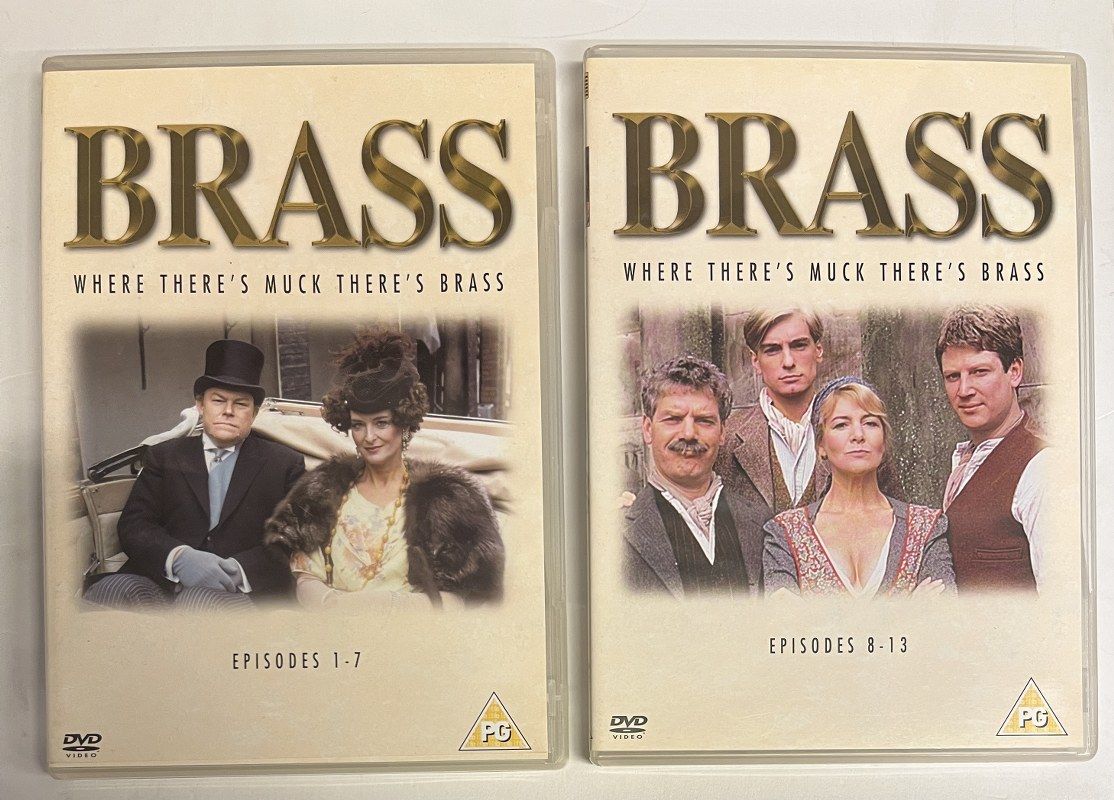 BRASS
WHERE THERE'S MUCK THERE'S BRASS
EPISODES 1-7
DVD
VIDEO
PG
BRASS
WHERE THERE'S MUCK THERE'S BRASS
EPISODES 8-13
DVD
VIDEO
PG